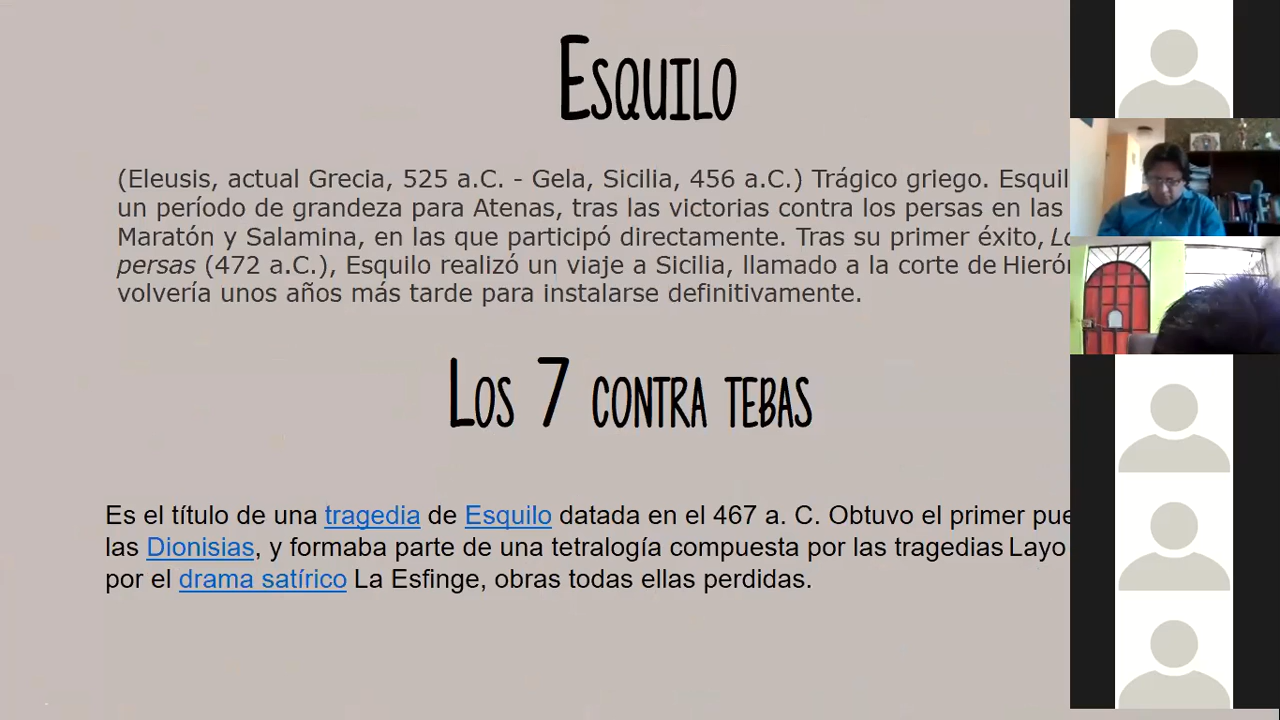 Esquilo
(Eleusis, actual Grecia, 525 a.C. - Gela, Sicilia, 456 a.C.) Trágico griego.
un período de grandeza para Atenas, tras las victorias contra los persas en las
Maratón y Salamina, en las que participó directamente. Tras su primer éxito,
persas (472 a.C.), Esquilo realizó un viaje a Sicilia, llamado a la corte de
volvería unos años más tarde para instalarse definitivamente.
Los 7 contra tebas
Es el título de una tragedia de Esquilo datada en el 467 a. C. Obtuvo el primer
las Dionisias, y formaba parte de una tetralogía compuesta por las tragedias Layo
por el drama satírico La Esfinge, obras todas ellas perdidas.